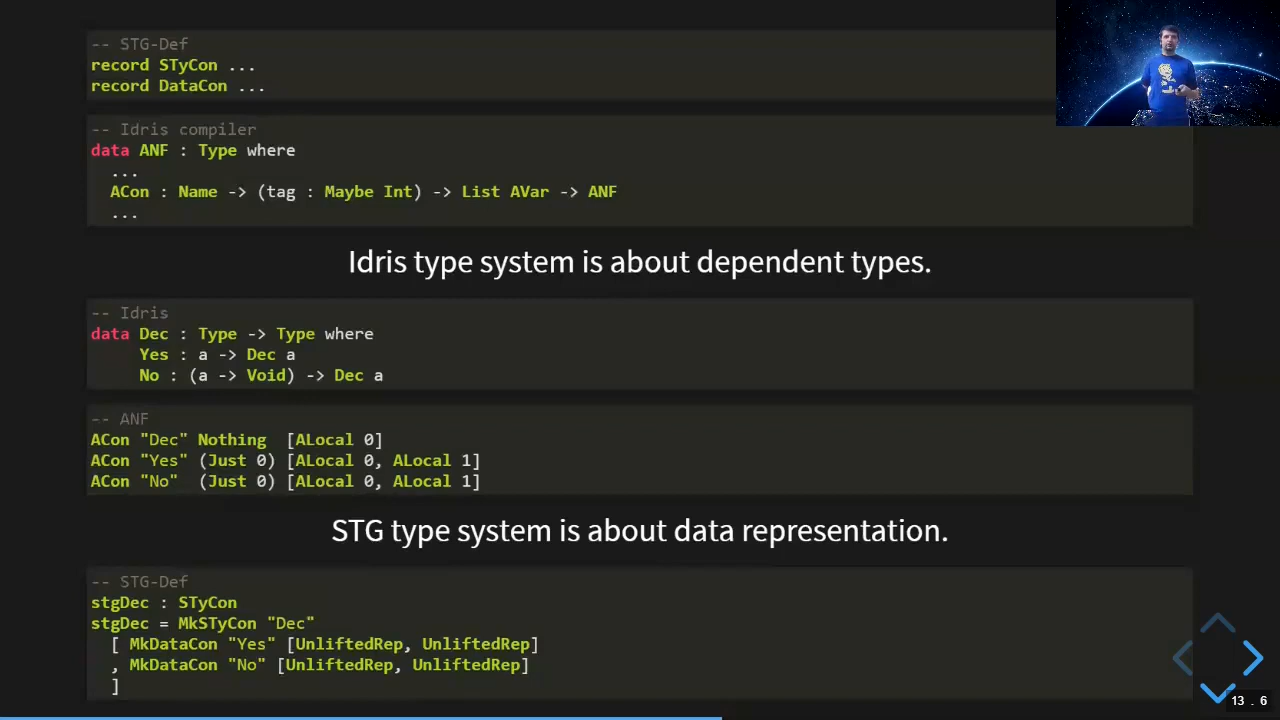 -- STG-Def
record STyCon ...
record DataCon ...
-- Idris compiler
data ANF : Type where
...
ACon : Name -> (tag : Maybe Int) -> List AVar -> ANF
...
Idris type system is about dependent types.
-- Idris
data Dec : Type -> Type where
Yes : a -> Dec a
No : (a -> Void) -> Dec a
-- ANF
ACon "Dec" Nothing  [ALocal 0]
ACon "Yes" (Just 0) [ALocal 0, ALocal 1]
ACon "No"  (Just 0) [ALocal 0, ALocal 1]
STG type system is about data representation.
-- STG-Def
stgDec : STyCon
stgDec = MkSTyCon "Dec"
[ MkDataCon "Yes" [UnliftedRep, UnliftedRep]
, MkDataCon "No" [UnliftedRep, UnliftedRep]
]
13 . 6